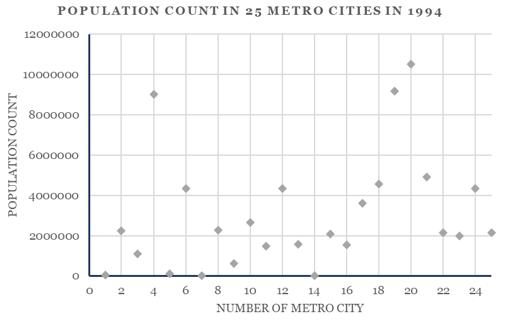 POPULATION COUNT IN 25 METRO CITIES IN 1994
12000000
10000000
8000000
6000000
4000000
2000000
0
POPULATION COUNT
0 2 4 6 8 10 12 14 16 18 20 22 24
NUMBER OF METRO CITY